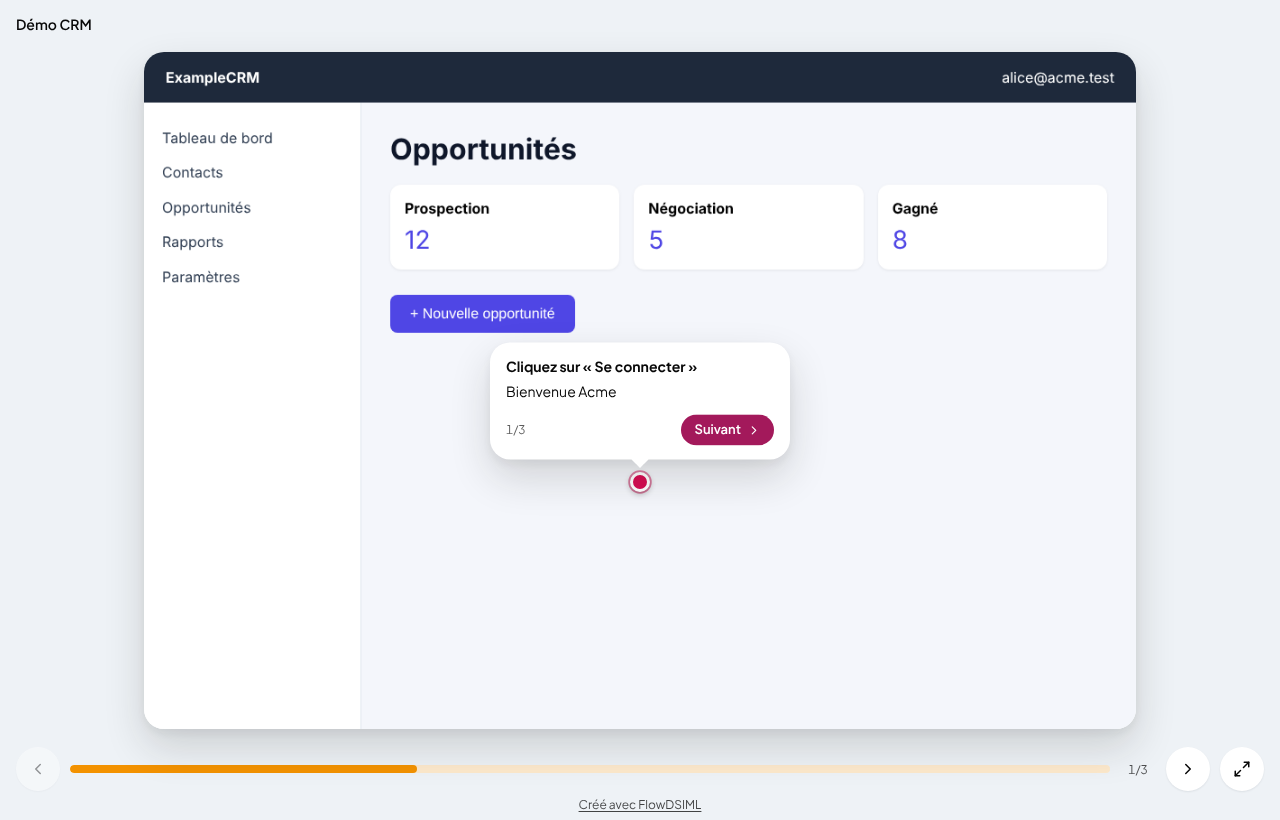 Démo CRM
ExampleCRM
alice@acme.test
Tableau de bord
Contacts
Opportunités
Rapports
Paramètres
Opportunités
Prospection
12
Négociation
5
Gagné
8
+ Nouvelle opportunité
Cliquez sur « Se connecter »
Bienvenue Acme
1/3
Suivant
1/3
Créé avec FlowDSIML